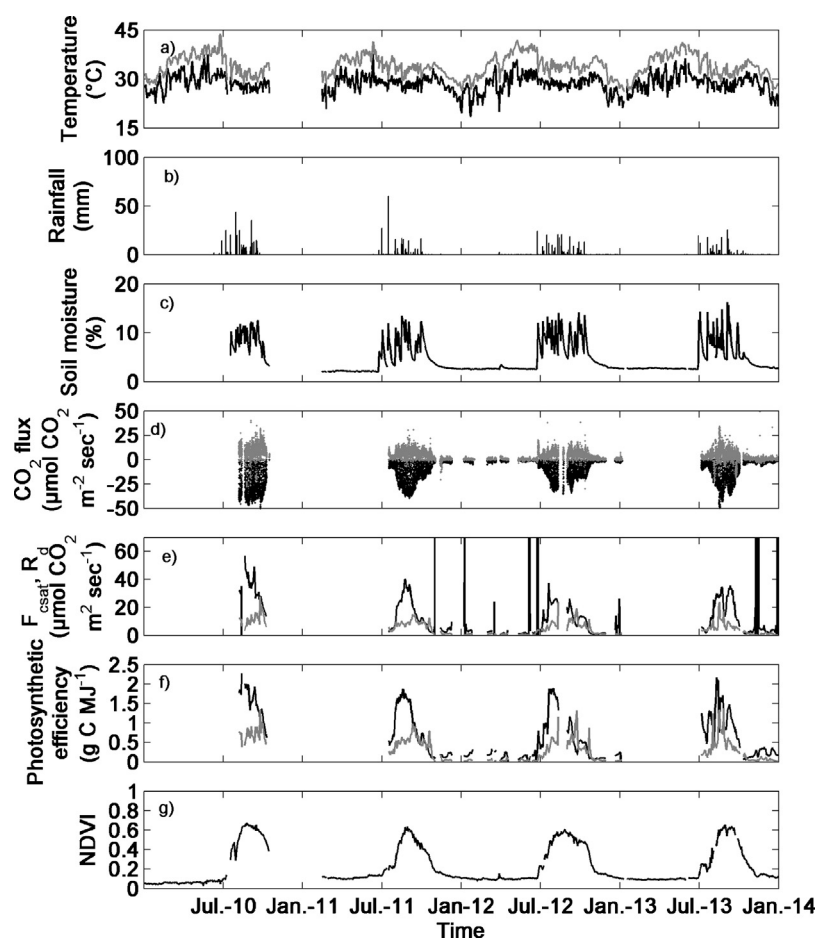 a)
Temperature
(°C)
45
30
15
b)
Rainfall
(mm)
100
50
0
c)
Soil moisture
(%)
20
10
0
d)
CO2 flux
(µmol CO2
m-2 sec-1)
50
25
0
-25
-50
e)
Fcsat, Rd
(µmol CO2
m2 sec-1)
60
40
20
0
f)
Photosynthetic
efficiency
(g C MJ-1)
2.5
2
1.5
1
0.5
0
g)
NDVI
1
0.8
0.6
0.4
0.2
0
Jul.-10 Jan.-11 Jul.-11 Jan.-12 Jul.-12 Jan.-13 Jul.-13 Jan.-14
Time